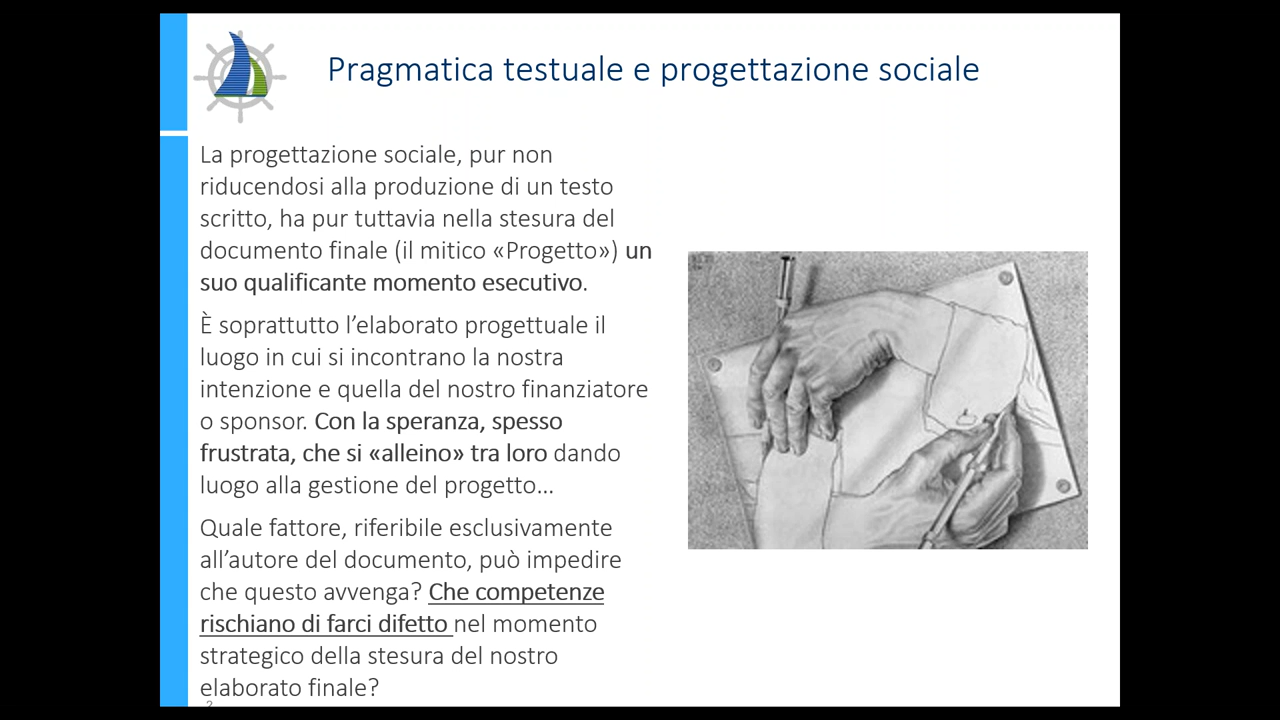 Pragmatica testuale e progettazione sociale
La progettazione sociale, pur non
riducendosi alla produzione di un testo
scritto, ha pur tuttavia nella stesura del
documento finale (il mitico «Progetto») un
suo qualificante momento esecutivo.
È soprattutto l’elaborato progettuale il
luogo in cui si incontrano la nostra
intenzione e quella del nostro finanziatore
o sponsor. Con la speranza, spesso
frustrata, che si «alleino» tra loro dando
luogo alla gestione del progetto…
Quale fattore, riferibile esclusivamente
all’autore del documento, può impedire
che questo avvenga? Che competenze
rischiano di farci difetto nel momento
strategico della stesura del nostro
elaborato finale?
2